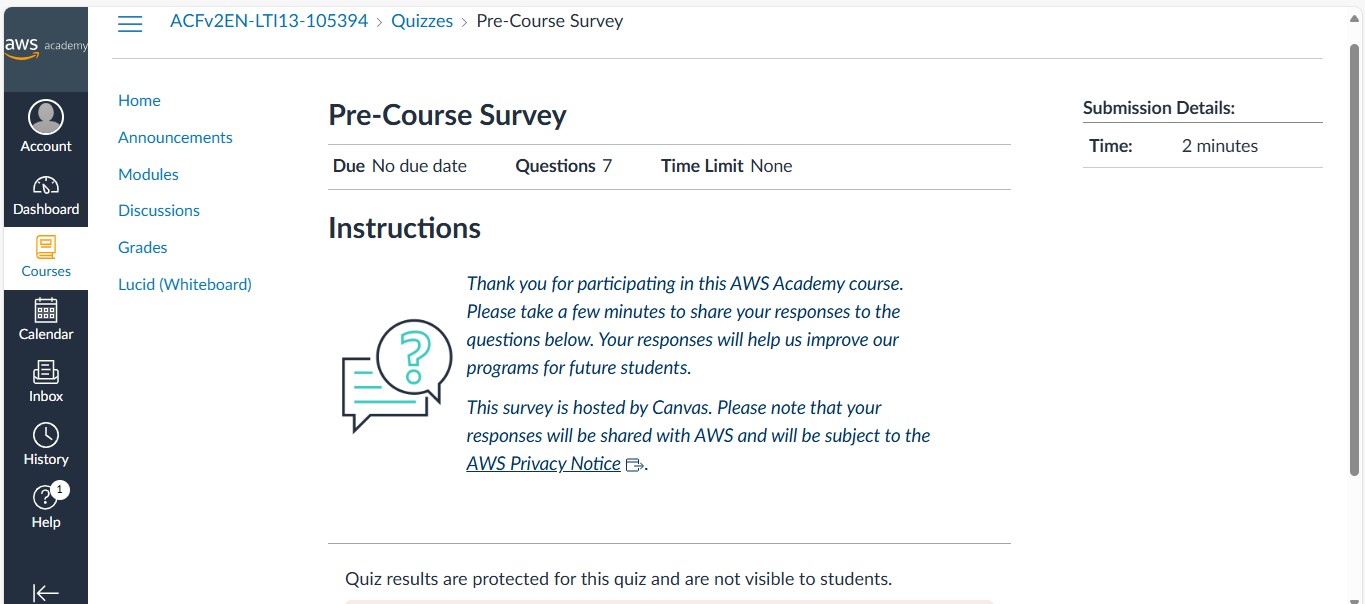 aws academy
Account
Dashboard
Courses
Calendar
Inbox
History
1
Help
ACFv2EN-LTI13-105394 > Quizzes > Pre-Course Survey
Home
Announcements
Modules
Discussions
Grades
Lucid (Whiteboard)
Pre-Course Survey
Due No due date Questions 7 Time Limit None
Instructions
Thank you for participating in this AWS Academy course.
Please take a few minutes to share your responses to the
questions below. Your responses will help us improve our
programs for future students.
This survey is hosted by Canvas. Please note that your
responses will be shared with AWS and will be subject to the
AWS Privacy Notice.
Quiz results are protected for this quiz and are not visible to students.
Submission Details:
Time: 2 minutes